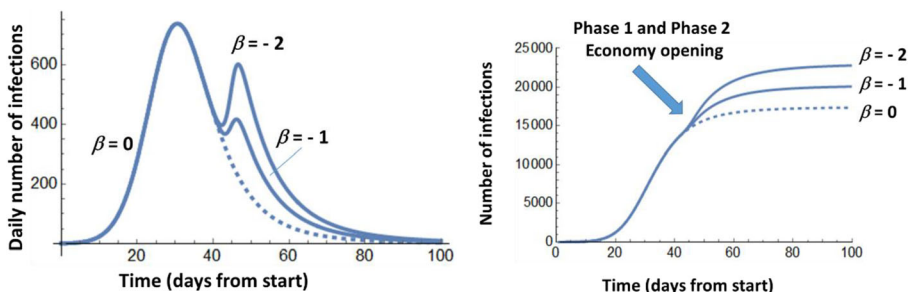 Daily number of infections
600
400
200
β = 0
β = - 2
β = - 1
20
40
60
80
100
Time (days from start)
Number of infections
25000
20000
15000
10000
5000
0
Phase 1 and Phase 2
Economy opening
β = - 2
β = - 1
β = 0
0
20
40
60
80
100
Time (days from start)